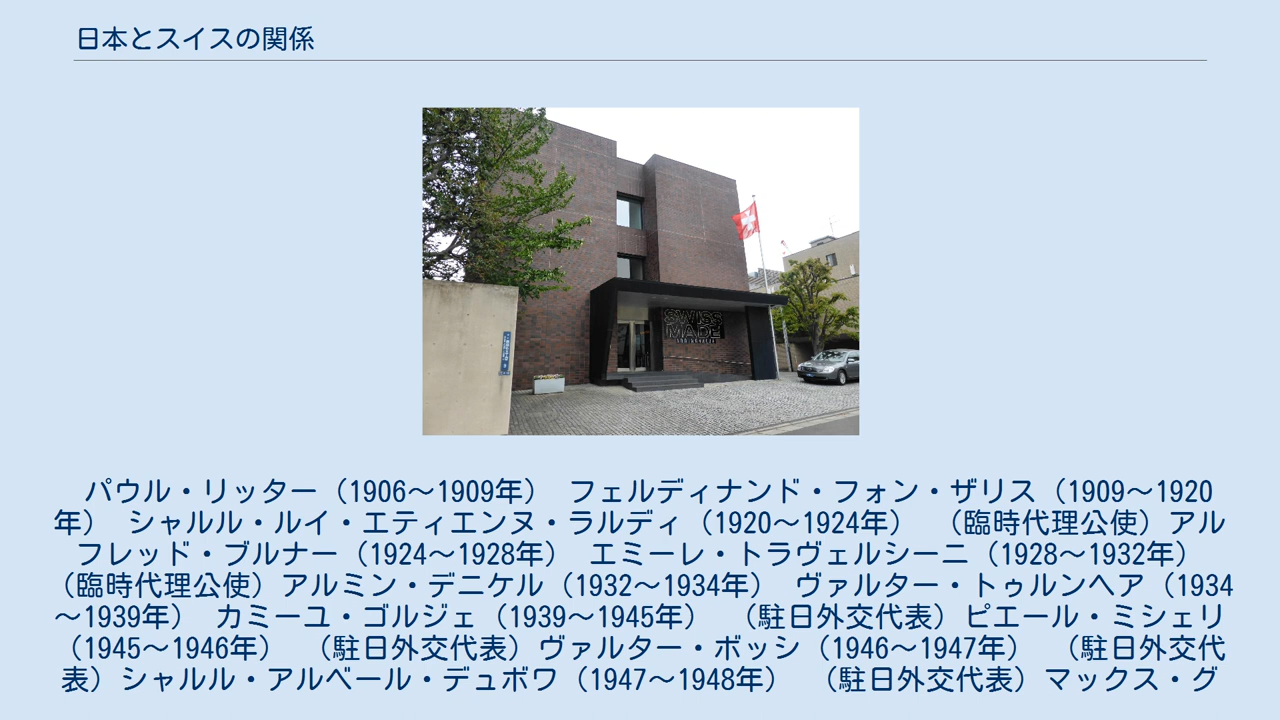 日本とスイスの関係
SWISS
MADE
パウル・リッター（1906～1909年）　フェルディナンド・フォン・ザリス（1909～1920
年）　シャルル・ルイ・エティエンヌ・ラルディ（1920～1924年）　（臨時代理公使）アル
フレッド・ブルナー（1924～1928年）　エミーレ・トラヴェルシーニ（1928～1932年）
（臨時代理公使）アルミン・デニケル（1932～1934年）　ヴァルター・トゥルンヘア（1934
～1939年）　カミーユ・ゴルジェ（1939～1945年）　（駐日外交代表）ピエール・ミシェリ
（1945～1946年）　（駐日外交代表）ヴァルター・ボッシ（1946～1947年）　（駐日外交代
表）シャルル・アルベール・デュボワ（1947～1948年）　（駐日外交代表）マックス・グ